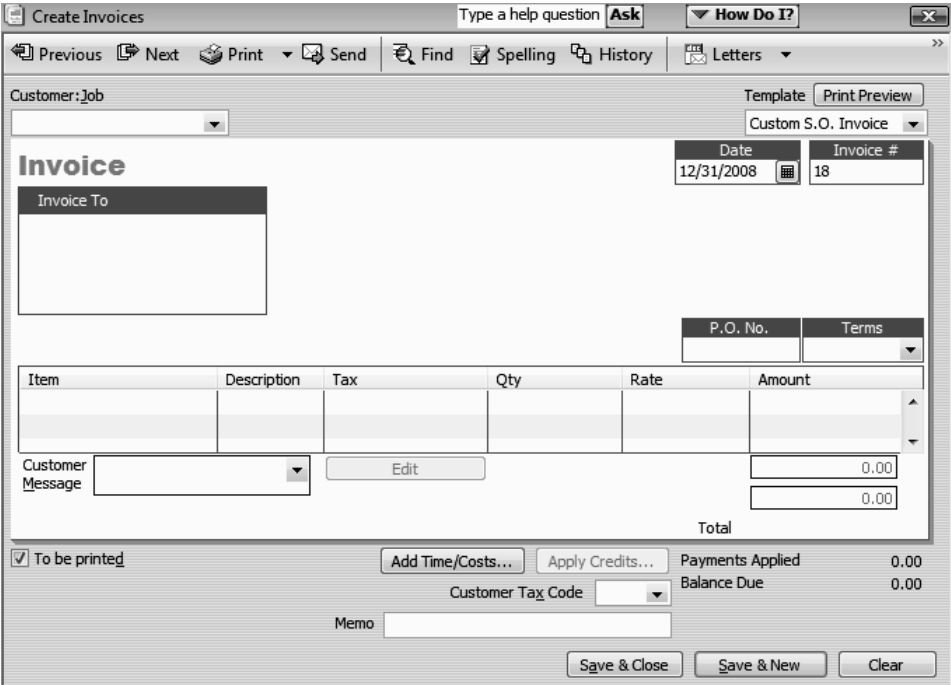 Create Invoices Type a help question Ask How Do I?
Previous Next Print Send Find Spelling History Letters »
Customer:Job Template Print Preview
Custom S.O. Invoice
Invoice Date Invoice #
12/31/2008 18
Invoice To
P.O. No. Terms
Item Description Tax Qty Rate Amount
Customer Message Edit 0.00
0.00
Total
To be printed Add Time/Costs... Apply Credits... Payments Applied 0.00
Customer Tax Code Balance Due 0.00
Memo
Save & Close Save & New Clear